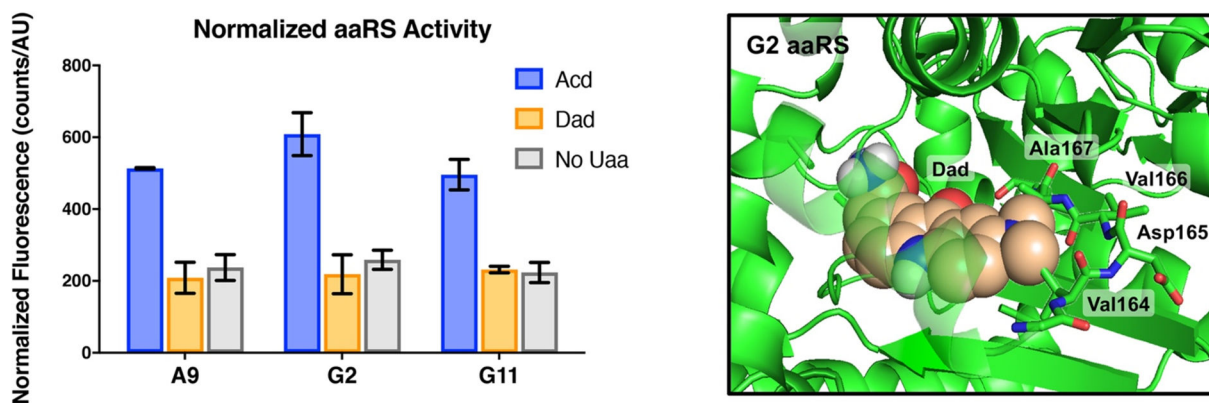 Normalized aaRS Activity
Normalized Fluorescence (counts/AU)
800
600
400
200
0
A9
G2
G11
Acd
Dad
No Uaa
G2 aaRS
Dad
Ala167
Val166
Asp165
Val164